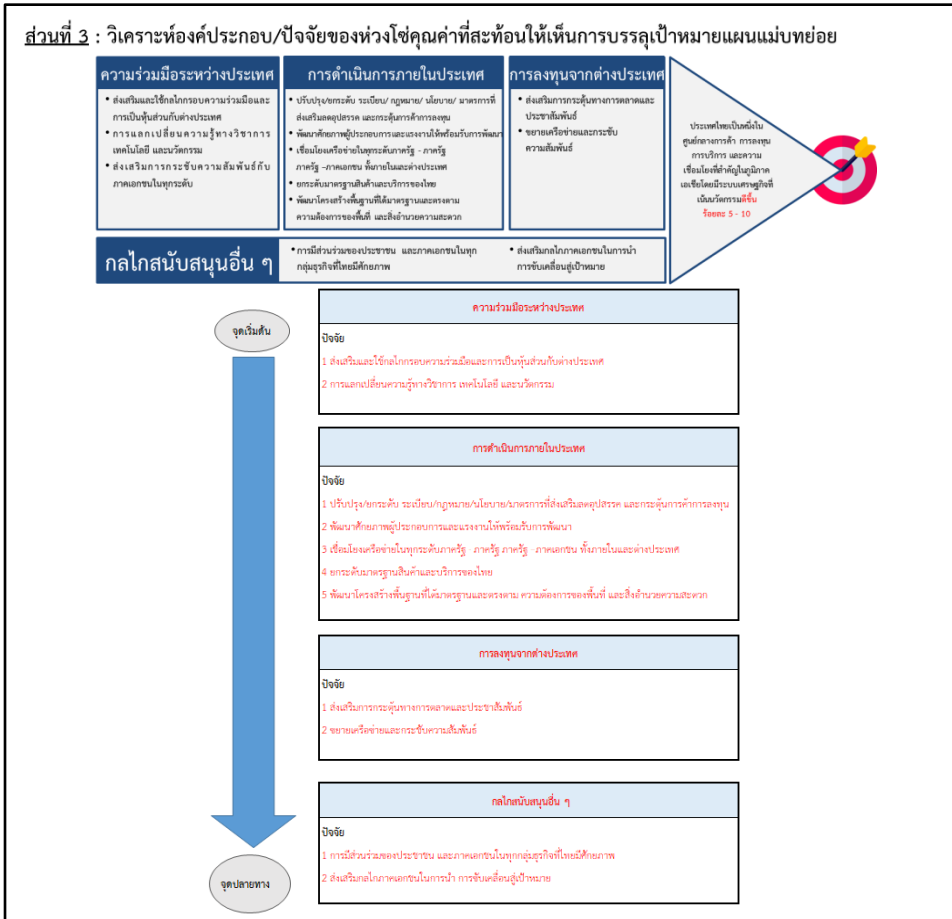 ส่วนที่ 3 : วิเคราะห์องค์ประกอบ/ปัจจัยของห่วงโซ่คุณค่าที่สะท้อนให้เห็นการบรรลุเป้าหมายแผนแม่บทย่อย
ความร่วมมือระหว่างประเทศ
• ส่งเสริมและใช้กลไกกรอบความร่วมมือและ
การเป็นหุ้นส่วนกับต่างประเทศ
• การแลกเปลี่ยนความรู้ทางวิชาการ
เทคโนโลยี และนวัตกรรม
• ส่งเสริมการกระชับความสัมพันธ์กับ
ภาคเอกชนในทุกระดับ
การดำเนินการภายในประเทศ
• ปรับปรุง/ยกระดับ ระเบียบ/ กฎหมาย/ นโยบาย/ มาตรการที่
ส่งเสริมลดอุปสรรค และกระตุ้นการค้าการลงทุน
• พัฒนาศักยภาพผู้ประกอบการและแรงงานให้พร้อมรับการพัฒนา
• เชื่อมโยงเครือข่ายในทุกระดับภาครัฐ - ภาครัฐ
ภาครัฐ –ภาคเอกชน ทั้งภายในและต่างประเทศ
• ยกระดับมาตรฐานสินค้าและบริการของไทย
• พัฒนาโครงสร้างพื้นฐานที่ได้มาตรฐานและตรงตาม
ความต้องการของพื้นที่ และสิ่งอำนวยความสะดวก
การลงทุนจากต่างประเทศ
• ส่งเสริมการกระตุ้นทางการตลาดและ
ประชาสัมพันธ์
• ขยายเครือข่ายและกระชับ
ความสัมพันธ์
ประเทศไทยเป็นหนึ่งใน
ศูนย์กลางการค้า การลงทุน
การบริการ และความ
เชื่อมโยงที่สำคัญในภูมิภาค
เอเชียโดยมีระบบเศรษฐกิจที่
เน้นนวัตกรรมดีขึ้น
ร้อยละ 5 - 10
กลไกสนับสนุนอื่น ๆ
• การมีส่วนร่วมของประชาชน และภาคเอกชนในทุก
กลุ่มธุรกิจที่ไทยมีศักยภาพ
• ส่งเสริมกลไกภาคเอกชนในการนำ
การขับเคลื่อนสู่เป้าหมาย
จุดเริ่มต้น
ความร่วมมือระหว่างประเทศ
ปัจจัย
1 ส่งเสริมและใช้กลไกกรอบความร่วมมือและการเป็นหุ้นส่วนกับต่างประเทศ
2 การแลกเปลี่ยนความรู้ทางวิชาการ เทคโนโลยี และนวัตกรรม
การดำเนินการภายในประเทศ
ปัจจัย
1 ปรับปรุง/ยกระดับ ระเบียบ/กฎหมาย/นโยบาย/มาตรการที่ส่งเสริมลดอุปสรรค และกระตุ้นการค้าการลงทุน
2 พัฒนาศักยภาพผู้ประกอบการและแรงงานให้พร้อมรับการพัฒนา
3 เชื่อมโยงเครือข่ายในทุกระดับภาครัฐ - ภาครัฐ ภาครัฐ - ภาคเอกชน ทั้งภายในและต่างประเทศ
4 ยกระดับมาตรฐานสินค้าและบริการของไทย
5 พัฒนาโครงสร้างพื้นฐานที่ได้มาตรฐานและตรงตาม ความต้องการของพื้นที่ และสิ่งอำนวยความสะดวก
การลงทุนจากต่างประเทศ
ปัจจัย
1 ส่งเสริมการกระตุ้นทางการตลาดและประชาสัมพันธ์
2 ขยายเครือข่ายและกระชับความสัมพันธ์
กลไกสนับสนุนอื่น ๆ
ปัจจัย
1 การมีส่วนร่วมของประชาชน และภาคเอกชนในทุกกลุ่มธุรกิจที่ไทยมีศักยภาพ
2 ส่งเสริมกลไกภาคเอกชนในการนำ การขับเคลื่อนสู่เป้าหมาย
จุดปลายทาง